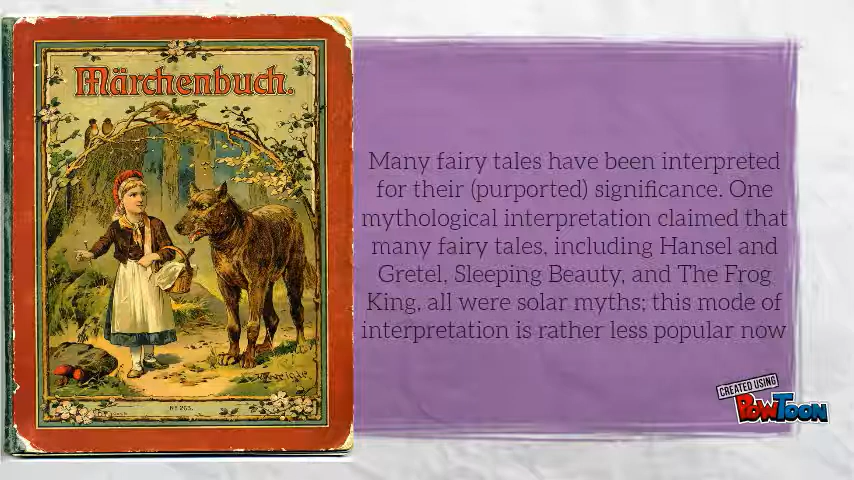 Märchenbuch.
Nº 265.
Many fairy tales have been interpreted
for their (purported) significance. One
mythological interpretation claimed that
many fairy tales, including Hansel and
Gretel, Sleeping Beauty, and The Frog
King, all were solar myths; this mode of
interpretation is rather less popular now
CREATED USING
POWTOON